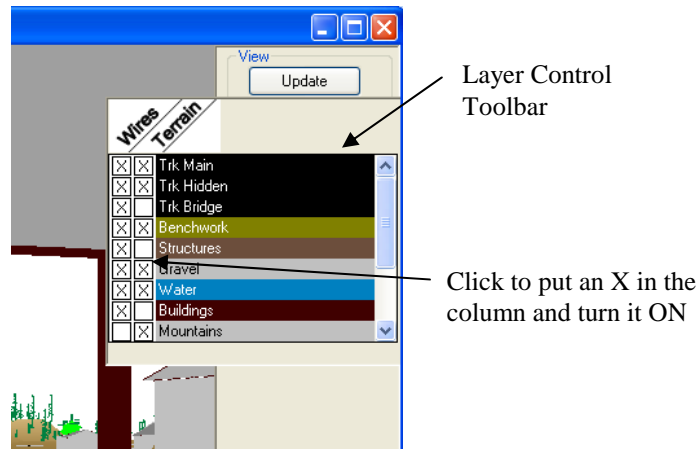 View
Update
Layer Control
Toolbar
Wires
Terrain
X X Trk Main
X X Trk Hidden
X Trk Bridge
X X Benchwork
X Structures
X X Gravel
X X Water
X Buildings
X Mountains
Click to put an X in the
column and turn it ON